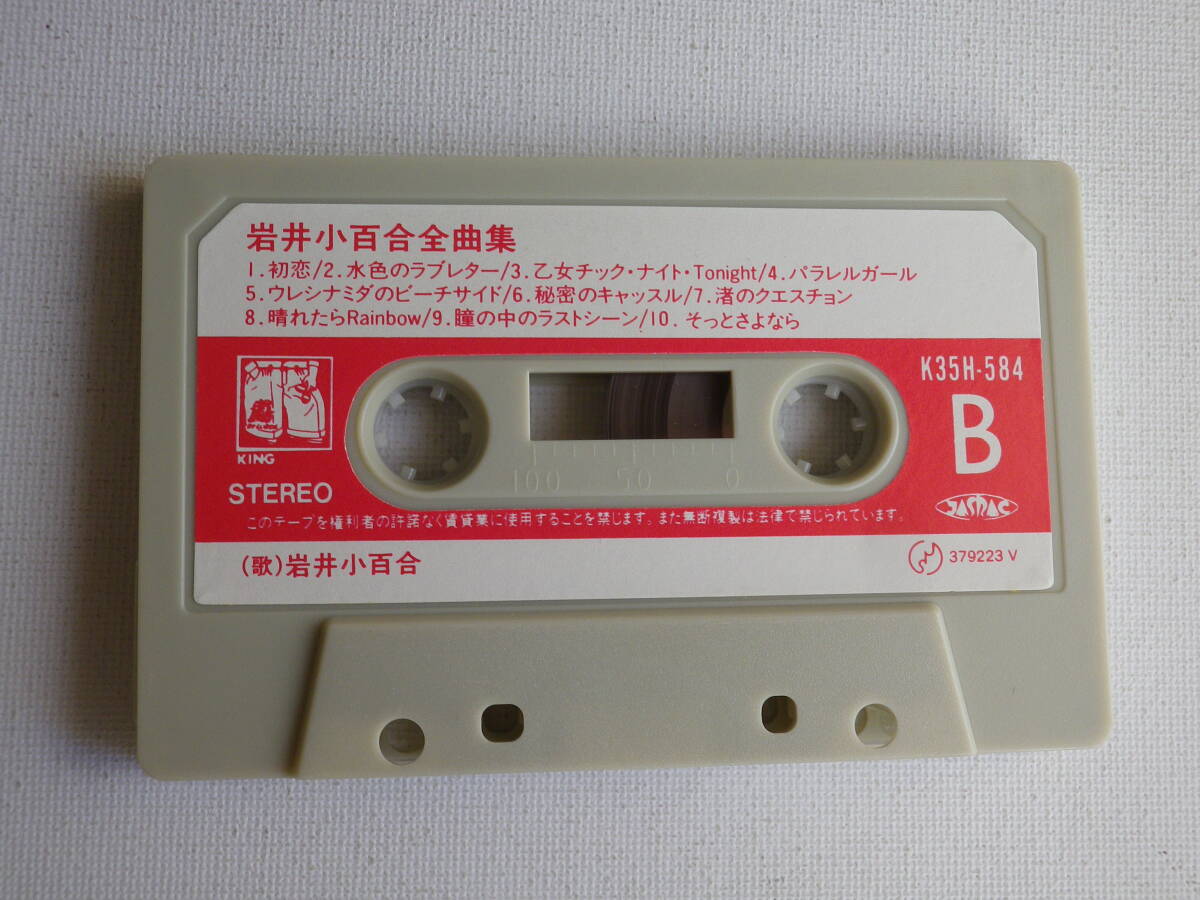 岩井小百合全曲集
1.初恋/2.水色のラブレター/3.乙女チック・ナイト・Tonight/4.パラレルガール
5.ウレシナミダのビーチサイド/6.秘密のキャッスル/7.渚のクエスチョン
8.晴れたらRainbow/9.瞳の中のラストシーン/10.そっとさよなら
K35H-584
B
KING
STEREO
100 50 0
JASRAC
このテープを権利者の許諾なく賃貸業に使用することを禁じます。また無断複製は法律で禁じられています。
(歌)岩井小百合
379223 V